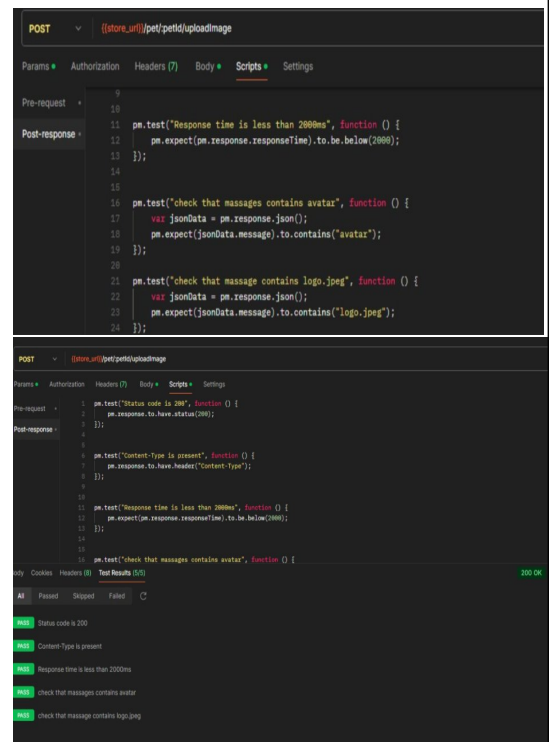 POST {{store_url}}/pet/:petId/uploadImage
Params Authorization Headers (7) Body Scripts Settings
Pre-request
Post-response
9
10
11 pm.test("Response time is less than 2000ms", function () {
12 pm.expect(pm.response.responseTime).to.be.below(2000);
13 });
14
15
16 pm.test("check that massages contains avatar", function () {
17 var jsonData = pm.response.json();
18 pm.expect(jsonData.message).to.contains("avatar");
19 });
20
21 pm.test("check that massage contains logo.jpeg", function () {
22 var jsonData = pm.response.json();
23 pm.expect(jsonData.message).to.contains("logo.jpeg");
24 });
POST {{store_url}}/pet/:petId/uploadImage
Params Authorization Headers (7) Body Scripts Settings
Pre-request
Post-response
1 pm.test("Status code is 200", function () {
2 pm.response.to.have.status(200);
3 });
4
5
6 pm.test("Content-Type is present", function () {
7 pm.response.to.have.header("Content-Type");
8 });
9
10
11 pm.test("Response time is less than 2000ms", function () {
12 pm.expect(pm.response.responseTime).to.be.below(2000);
13 });
14
15
16 pm.test("check that massages contains avatar", function () {
ody Cookies Headers (8) Test Results (5/5) 200 OK
All Passed Skipped Failed
PASS Status code is 200
PASS Content-Type is present
PASS Response time is less than 2000ms
PASS check that massages contains avatar
PASS check that massage contains logo.jpeg